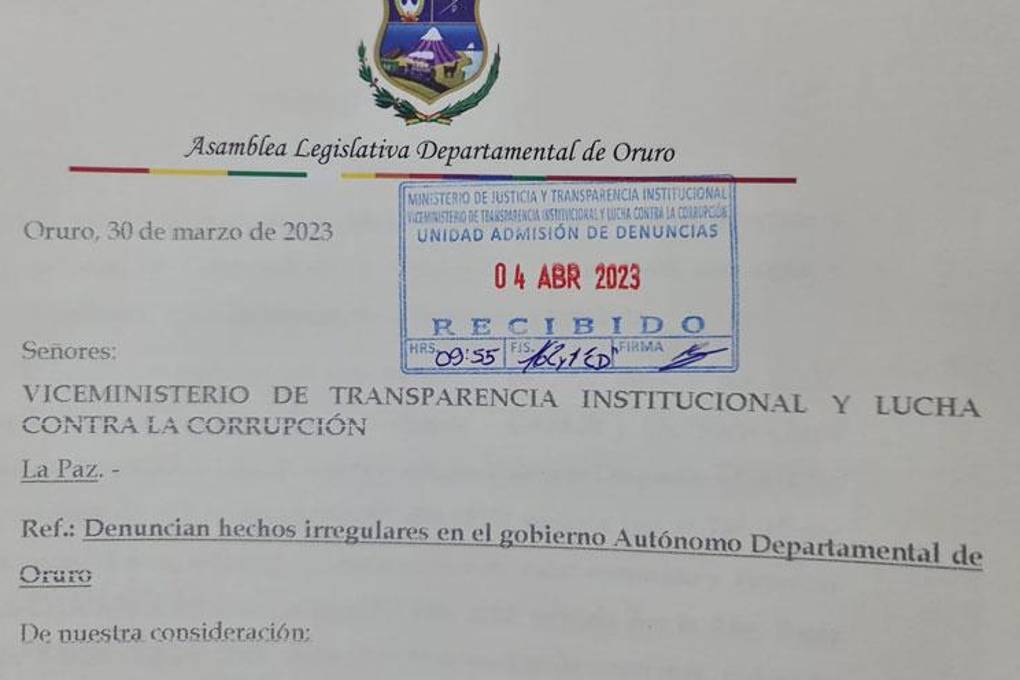 Asamblea Legislativa Departamental de Oruro
MINISTERIO DE JUSTICIA Y TRANSPARENCIA INSTITUCIONAL
VICEMINISTERIO DE TRANSPARENCIA INSTITUCIONAL Y LUCHA CONTRA LA CORRUPCIÓN
UNIDAD ADMISIÓN DE DENUNCIAS
Oruro, 30 de marzo de 2023
04 ABR 2023
RECIBIDO
HRS. 09:55 FJS. FIRMA
Señores:
VICEMINISTERIO DE TRANSPARENCIA INSTITUCIONAL Y LUCHA
CONTRA LA CORRUPCIÓN
La Paz. -
Ref.: Denuncian hechos irregulares en el gobierno Autónomo Departamental de
Oruro
De nuestra consideración: